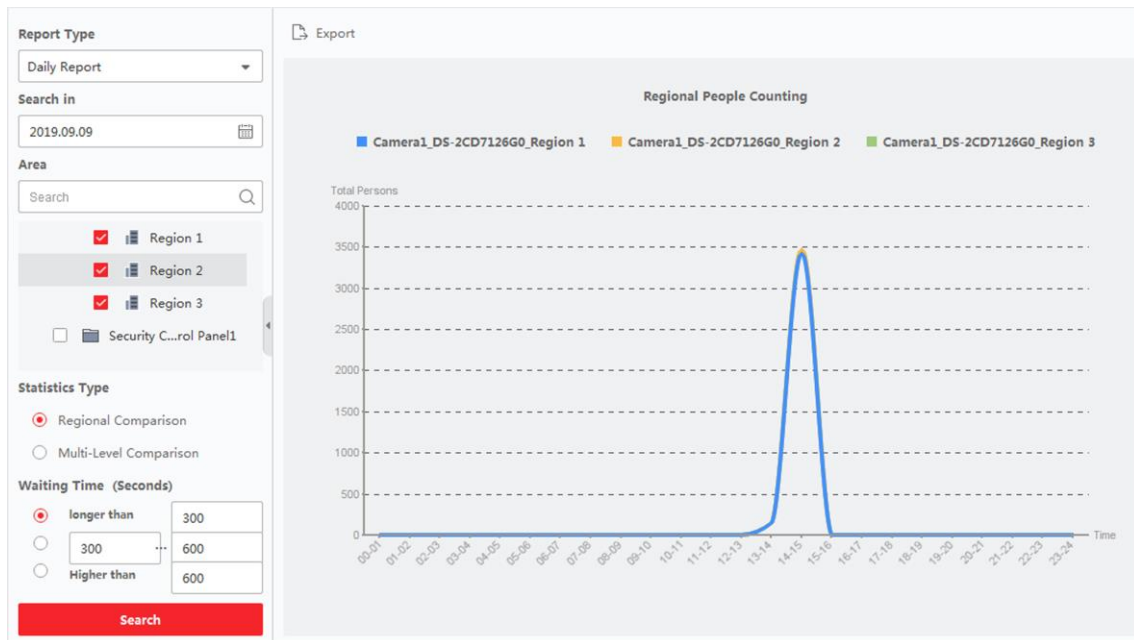 Report Type
Daily Report
Search in
2019.09.09
Area
Search
Region 1
Region 2
Region 3
Security C...rol Panel1
Statistics Type
Regional Comparison
Multi-Level Comparison
Waiting Time (Seconds)
longer than 300
300 ... 600
Higher than 600
Search
Export
Regional People Counting
Camera1_DS-2CD7126G0_Region 1 Camera1_DS-2CD7126G0_Region 2 Camera1_DS-2CD7126G0_Region 3
Total Persons
4000
3500
3000
2500
2000
1500
1000
500
0
Time
00-01 01-02 02-03 03-04 04-05 05-06 06-07 07-08 08-09 09-10 10-11 11-12 12-13 13-14 14-15 15-16 16-17 17-18 18-19 19-20 20-21 21-22 22-23 23-24